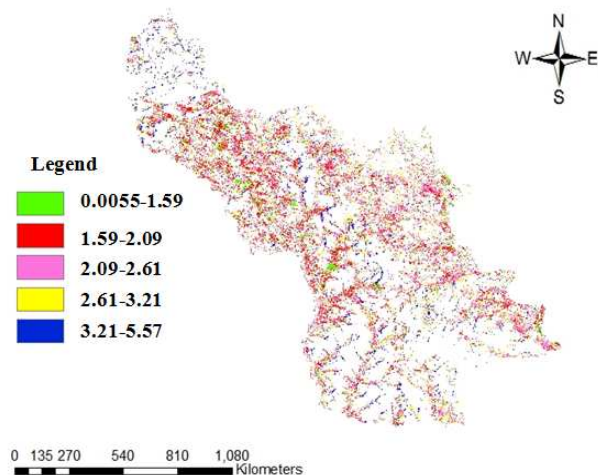 N
W E
S
Legend
0.0055-1.59
1.59-2.09
2.09-2.61
2.61-3.21
3.21-5.57
0 135 270 540 810 1,080
Kilometers